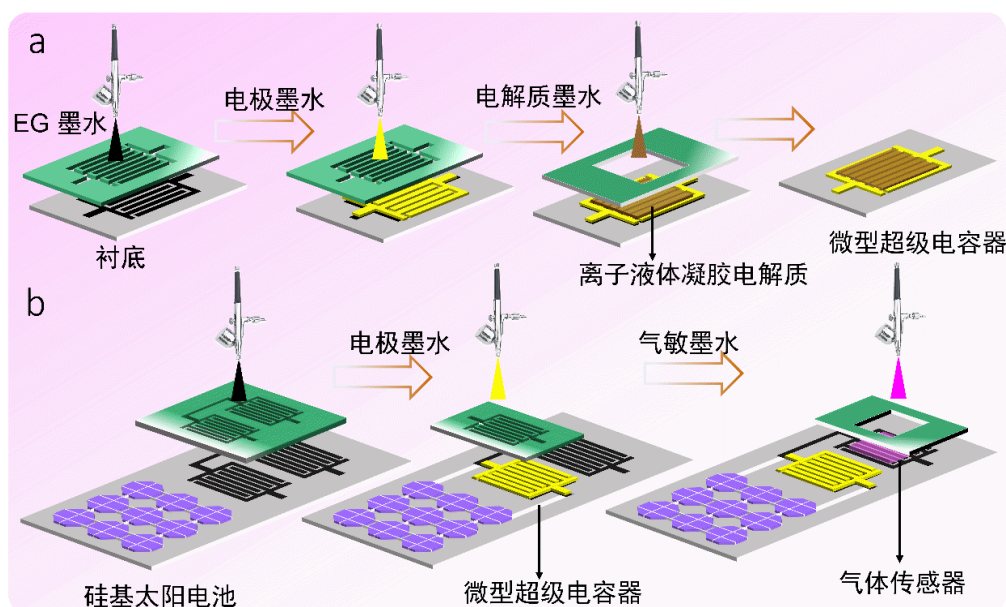 a
EG 墨水
电极墨水
电解质墨水
衬底
离子液体凝胶电解质
微型超级电容器
b
电极墨水
气敏墨水
硅基太阳电池
微型超级电容器
气体传感器